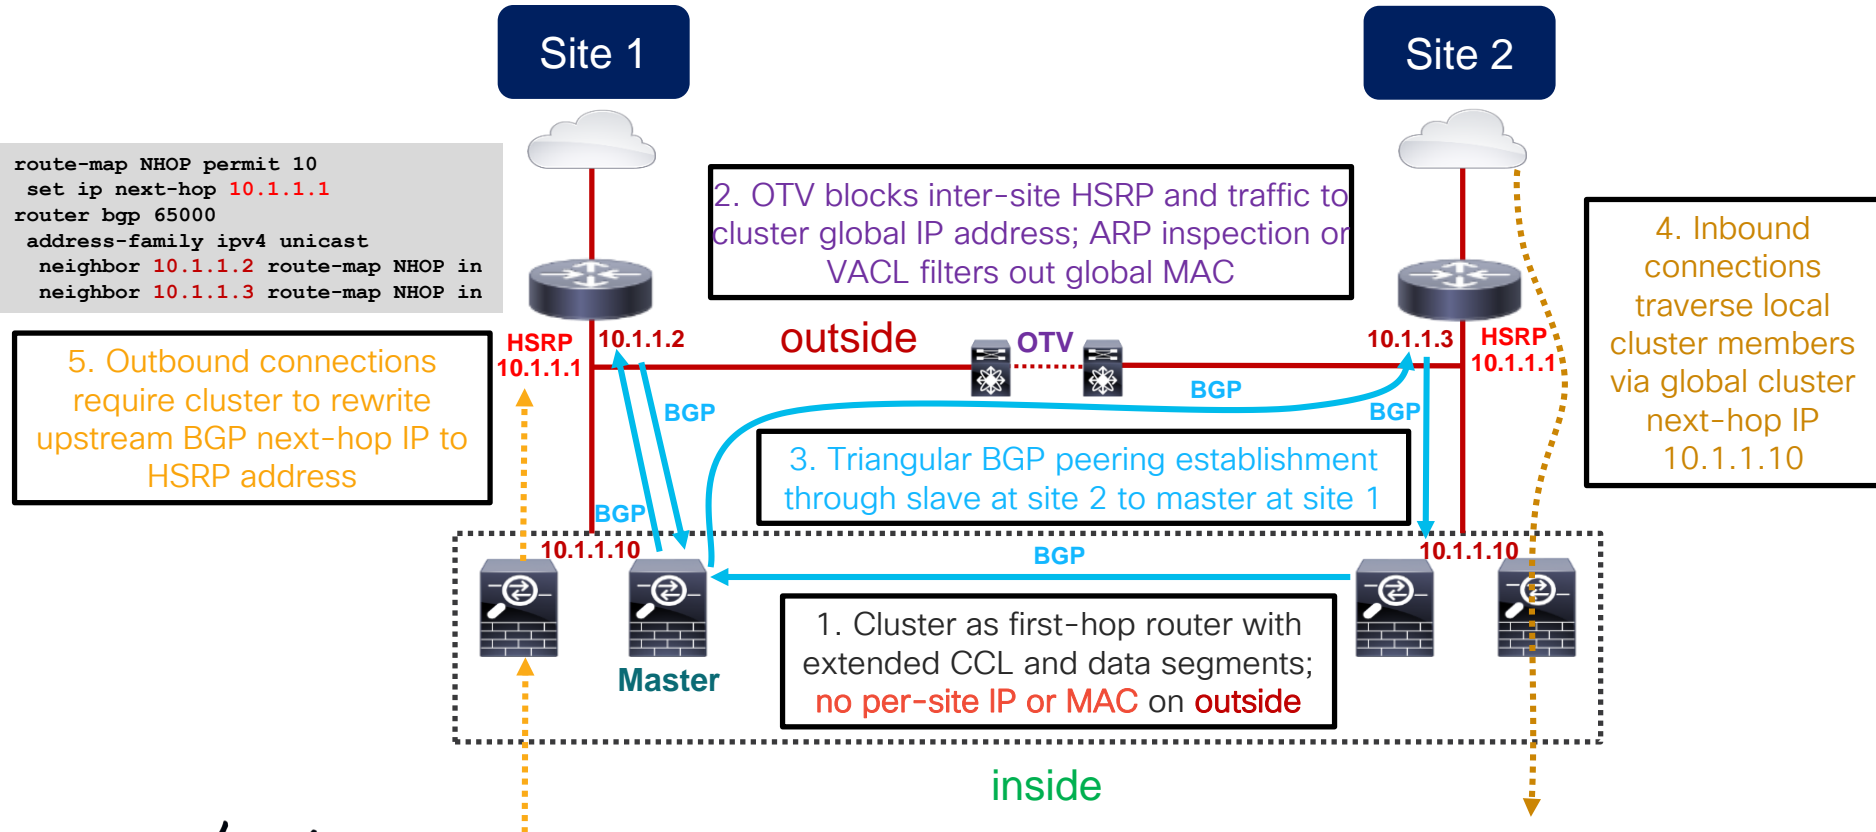 Site 1
Site 2
route-map NHOP permit 10
set ip next-hop 10.1.1.1
router bgp 65000
address-family ipv4 unicast
neighbor 10.1.1.2 route-map NHOP in
neighbor 10.1.1.3 route-map NHOP in
2. OTV blocks inter-site HSRP and traffic to
cluster global IP address; ARP inspection or
VACL filters out global MAC
4. Inbound
connections
traverse local
cluster members
via global cluster
next-hop IP
10.1.1.10
5. Outbound connections
require cluster to rewrite
upstream BGP next-hop IP to
HSRP address
HSRP
10.1.1.1
10.1.1.2
outside
OTV
10.1.1.3
HSRP
10.1.1.1
BGP
BGP
BGP
3. Triangular BGP peering establishment
through slave at site 2 to master at site 1
BGP
10.1.1.10
BGP
10.1.1.10
Master
1. Cluster as first-hop router with
extended CCL and data segments;
no per-site IP or MAC on outside
inside